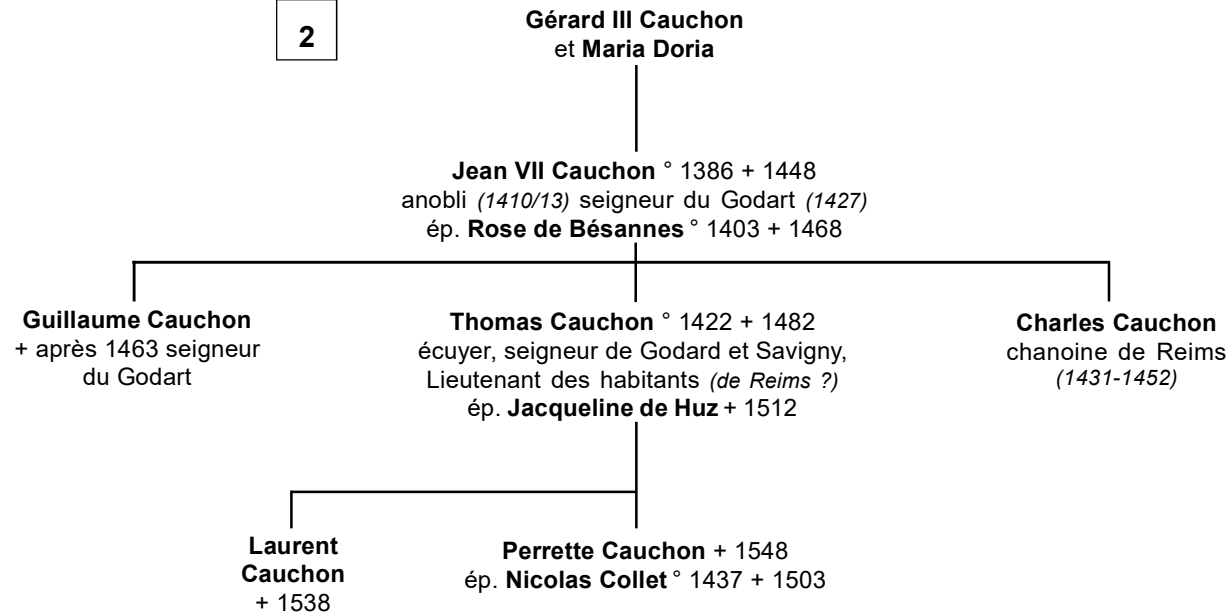 2
Gérard III Cauchon
et Maria Doria
Jean VII Cauchon ° 1386 + 1448
anobli (1410/13) seigneur du Godart (1427)
ép. Rose de Bésannes ° 1403 + 1468
Guillaume Cauchon
+ après 1463 seigneur
du Godart
Thomas Cauchon ° 1422 + 1482
écuyer, seigneur de Godard et Savigny,
Lieutenant des habitants (de Reims ?)
ép. Jacqueline de Huz + 1512
Charles Cauchon
chanoine de Reims
(1431-1452)
Laurent
Cauchon
+ 1538
Perrette Cauchon + 1548
ép. Nicolas Collet ° 1437 + 1503